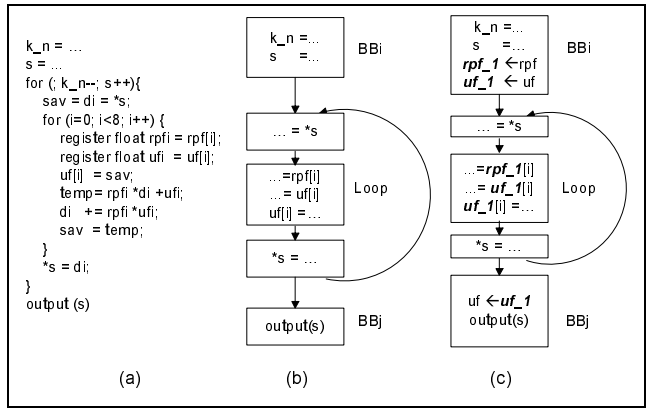 k_n = ...
s = ...
for (; k_n--; s++){
sav = di = *s;
for (i=0; i<8; i++) {
register float rpfi = rpf[i];
register float ufi = uf[i];
uf[i] = sav;
temp= rpfi *di +ufi;
di += rpfi *ufi;
sav = temp;
}
*s = di;
}
output (s)
(a)
k_n =...
s =...
BBi
... = *s
...=rpf[i]
... = uf[i]
uf[i] =...
Loop
*s = ...
output(s)
BBj
(b)
k_n =...
s =...
rpf_1 ←rpf
uf_1 ← uf
BBi
... = *s
...=rpf_1[i]
... = uf_1[i]
uf_1[i] =...
Loop
*s = ...
uf ←uf_1
output(s)
BBj
(c)